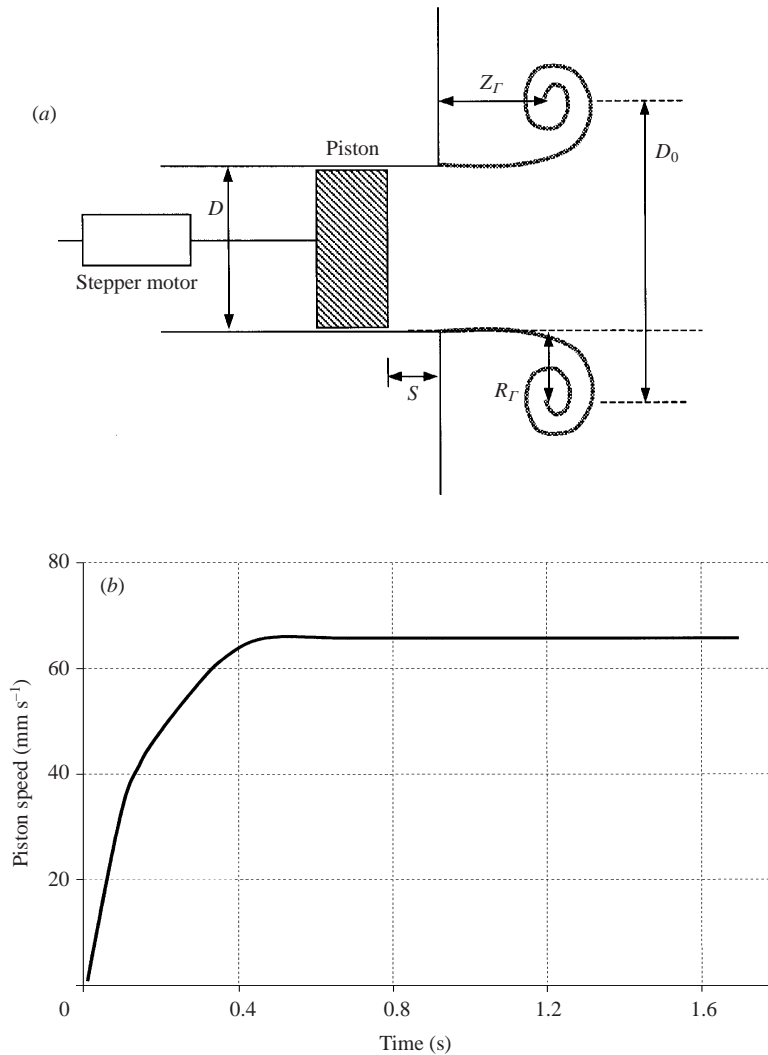 (a)
Z_Γ
Piston
D_0
D
Stepper motor
S
R_Γ
80
(b)
60
Piston speed (mm s⁻¹)
40
20
0
0.4
0.8
1.2
1.6
Time (s)